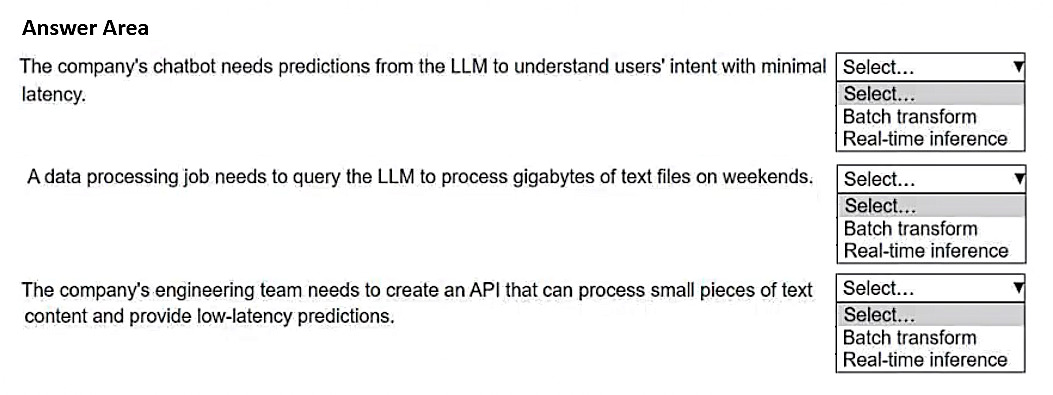 Answer Area
The company's chatbot needs predictions from the LLM to understand users' intent with minimal
latency.
Select...
Select...
Batch transform
Real-time inference
A data processing job needs to query the LLM to process gigabytes of text files on weekends.
Select...
Select...
Batch transform
Real-time inference
The company's engineering team needs to create an API that can process small pieces of text
content and provide low-latency predictions.
Select...
Select...
Batch transform
Real-time inference